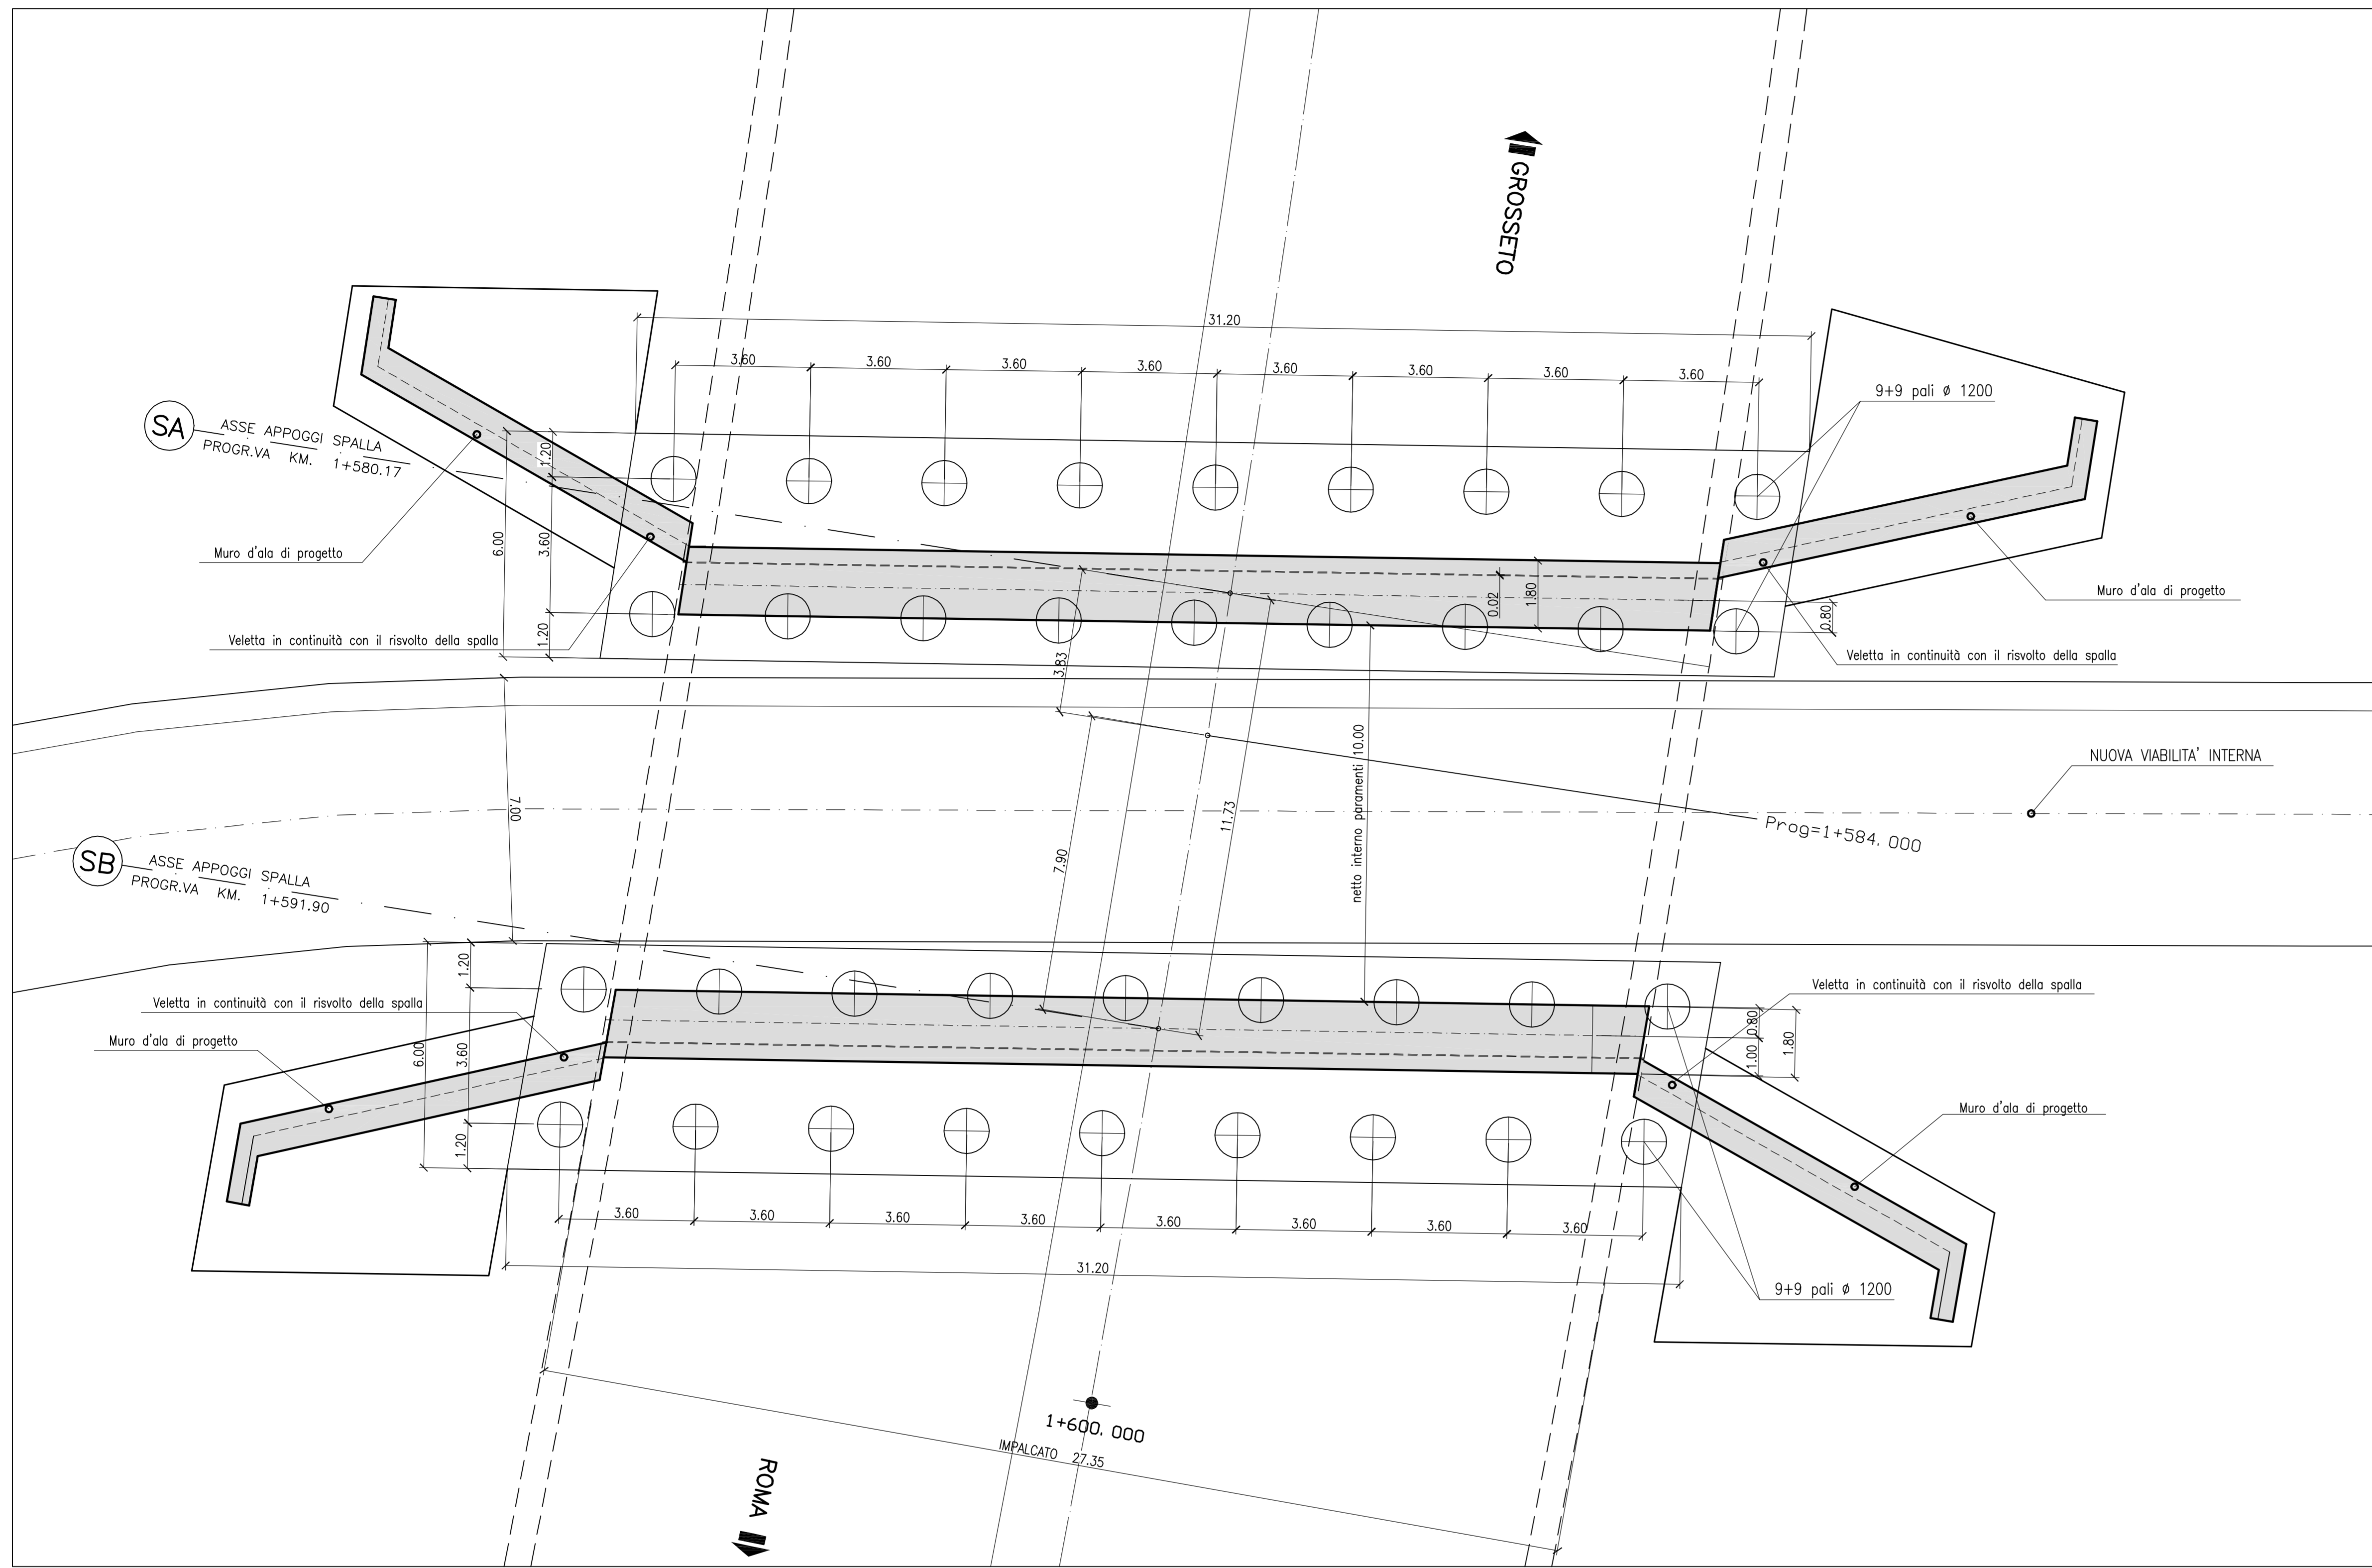 GROSSETO
31.20
3.60
3.60
3.60
3.60
3.60
3.60
3.60
3.60
9+9 pali ø 1200
SA
ASSE APPOGGI SPALLA
PROGR.VA KM. 1+580.17
1.20
6.00
3.60
1.20
Muro d'ala di progetto
Veletta in continuità con il risvolto della spalla
0.02
1.80
0.80
Muro d'ala di progetto
Veletta in continuità con il risvolto della spalla
3.83
netto interno paramenti 10.00
NUOVA VIABILITA' INTERNA
7.00
11.73
Prog=1+584,000
7.90
SB
ASSE APPOGGI SPALLA
PROGR.VA KM. 1+591.90
1.20
Veletta in continuità con il risvolto della spalla
Veletta in continuità con il risvolto della spalla
Muro d'ala di progetto
6.00
3.60
0.80
1.00
1.80
1.20
Muro d'ala di progetto
3.60
3.60
3.60
3.60
3.60
3.60
3.60
3.60
31.20
9+9 pali ø 1200
1+600,000
IMPALCATO 27.35
ROMA